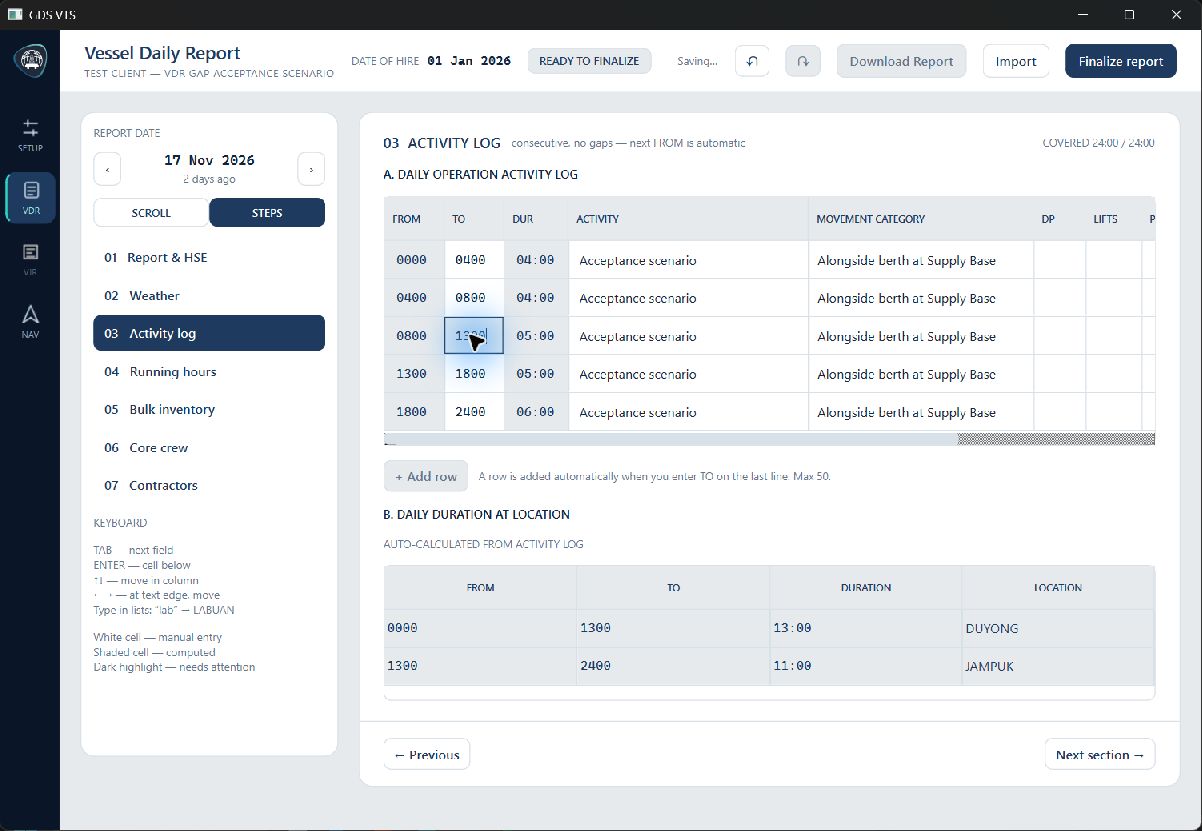 GDS VTS
Vessel Daily Report
TEST CLIENT — VDR GAP ACCEPTANCE SCENARIO
DATE OF HIRE 01 Jan 2026
READY TO FINALIZE
Saving...
Download Report
Import
Finalize report
SETUP
VDR
VIR
NAV
REPORT DATE
‹
17 Nov 2026
›
2 days ago
SCROLL
STEPS
01 Report & HSE
02 Weather
03 Activity log
04 Running hours
05 Bulk inventory
06 Core crew
07 Contractors
KEYBOARD
TAB — next field
ENTER — cell below
↑↓ — move in column
— at text edge, move
Type in lists: "lab" → LABUAN
White cell — manual entry
Shaded cell — computed
Dark highlight — needs attention
03 ACTIVITY LOG consecutive, no gaps — next FROM is automatic
COVERED 24:00 / 24:00
A. DAILY OPERATION ACTIVITY LOG
FROM TO DUR ACTIVITY MOVEMENT CATEGORY DP LIFTS P
0000 0400 04:00 Acceptance scenario Alongside berth at Supply Base
0400 0800 04:00 Acceptance scenario Alongside berth at Supply Base
0800 05:00 Acceptance scenario Alongside berth at Supply Base
1300 1800 05:00 Acceptance scenario Alongside berth at Supply Base
1800 2400 06:00 Acceptance scenario Alongside berth at Supply Base
+ Add row
A row is added automatically when you enter TO on the last line. Max 50.
B. DAILY DURATION AT LOCATION
AUTO-CALCULATED FROM ACTIVITY LOG
FROM TO DURATION LOCATION
0000 1300 13:00 DUYONG
1300 2400 11:00 JAMPUK
← Previous
Next section →